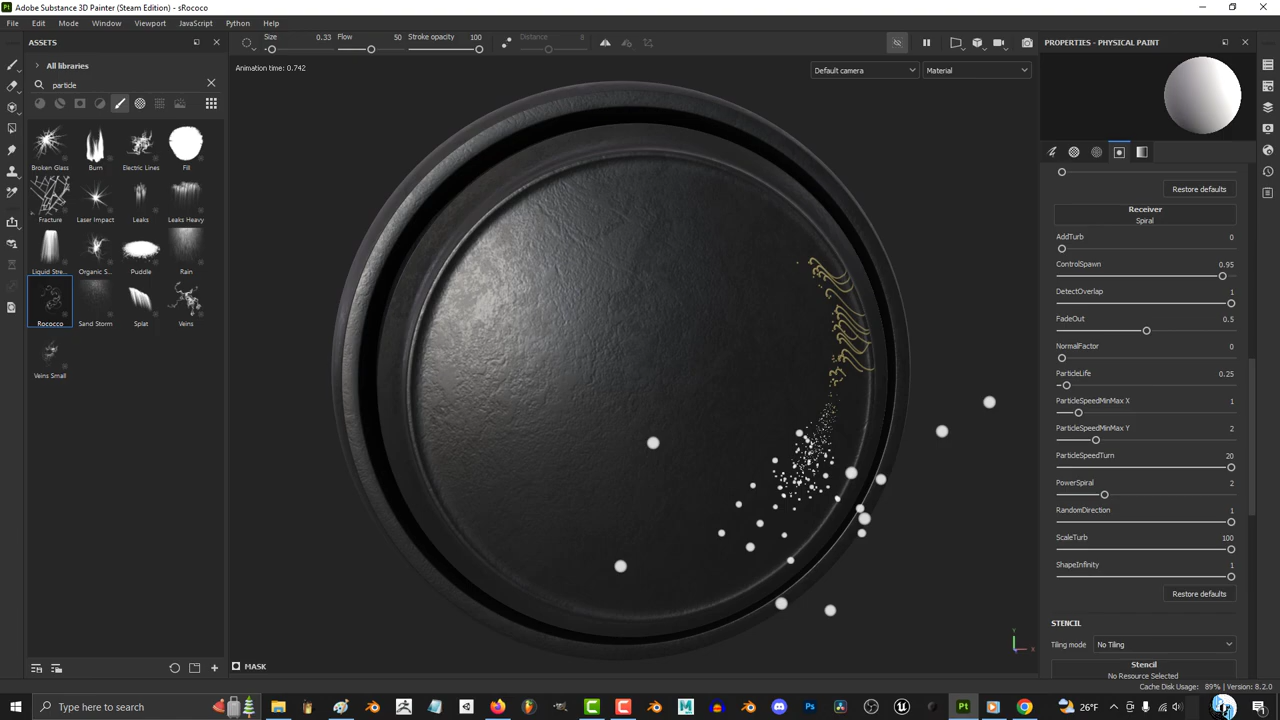 Adobe Substance 3D Painter (Steam Edition) - sRococo
File Edit Mode Window Viewport JavaScript Python Help
ASSETS
Size 0.33 Flow 50 Stroke opacity 100 Distance 8
PROPERTIES - PHYSICAL PAINT
All libraries
Animation time: 0.742
Default camera
Material
particle
Broken Glass Burn Electric Lines Fill
Fracture Laser Impact Leaks Leaks Heavy
Liquid Stre... Organic S... Puddle Rain
Rococco Sand Storm Splat Veins
Veins Small
Restore defaults
Receiver
Spiral
AddTurb 0
ControlSpawn 0.95
DetectOverlap 1
FadeOut 0.5
NormalFactor 0
ParticleLife 0.25
ParticleSpeedMinMax X 1
ParticleSpeedMinMax Y 2
ParticleSpeedTurn 20
PowerSpiral 2
RandomDirection 1
ScaleTurb 100
ShapeInfinity 1
Restore defaults
STENCIL
Tiling mode No Tiling
Stencil
No Resource Selected
Y
X
MASK
Cache Disk Usage: 89% | Version: 8.2.0
Type here to search
Pt
26°F